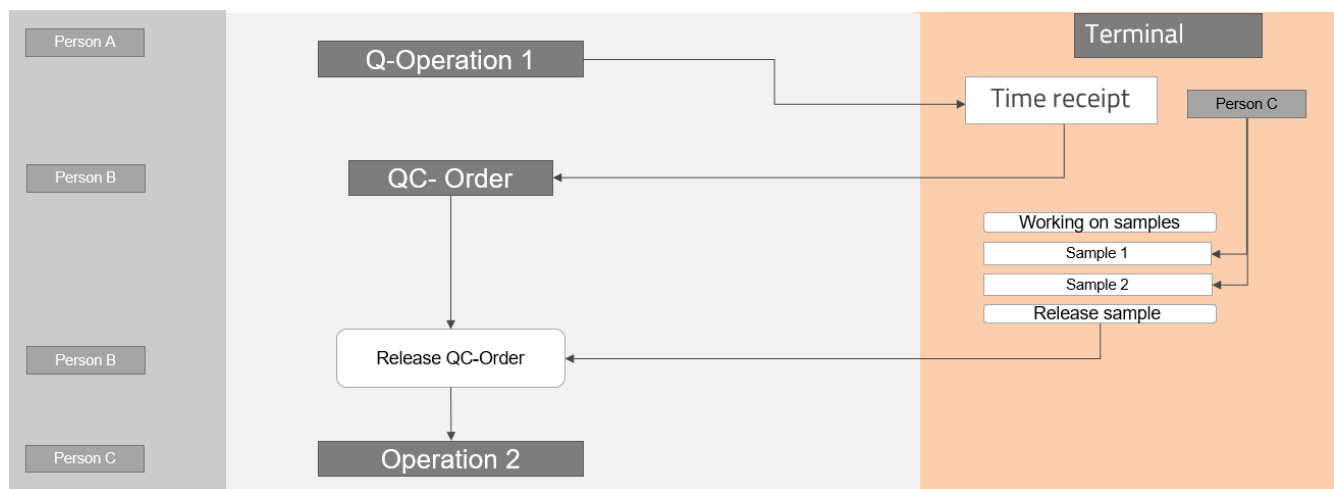 Person A
Q-Operation 1
Terminal
Time receipt
Person C
Person B
QC- Order
Working on samples
Sample 1
Sample 2
Release sample
Person B
Release QC-Order
Person C
Operation 2